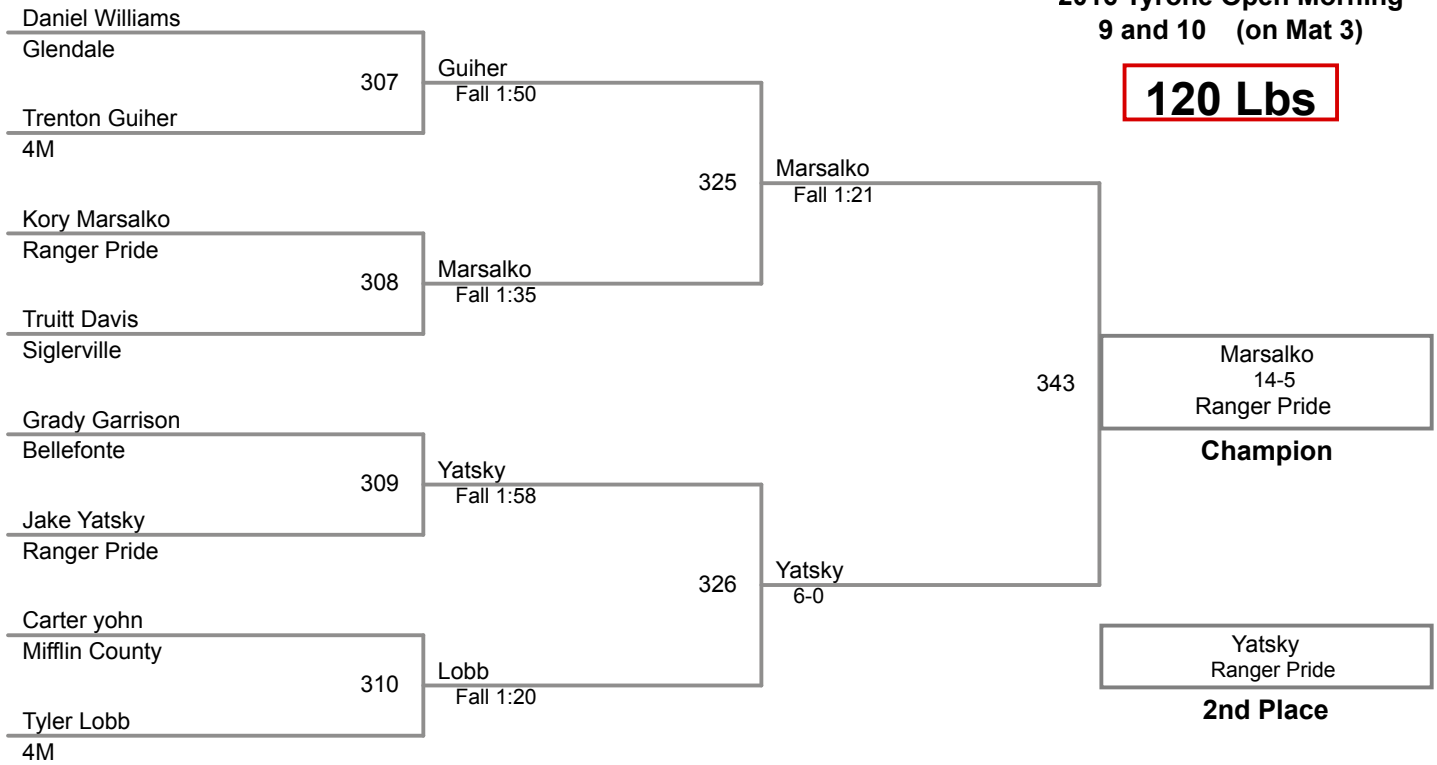 Tyrone Open Morning
9 and 10 (on Mat 3)
120 Lbs
Daniel Williams
Glendale
307
Guiher
Fall 1:50
Trenton Guiher
4M
325
Marsalko
Fall 1:21
Kory Marsalko
Ranger Pride
308
Marsalko
Fall 1:35
Truitt Davis
Siglerville
343
Marsalko
14-5
Ranger Pride
Champion
Grady Garrison
Bellefonte
309
Yatsky
Fall 1:58
Jake Yatsky
Ranger Pride
326
Yatsky
6-0
Carter yohn
Mifflin County
310
Lobb
Fall 1:20
Tyler Lobb
4M
Yatsky
Ranger Pride
2nd Place